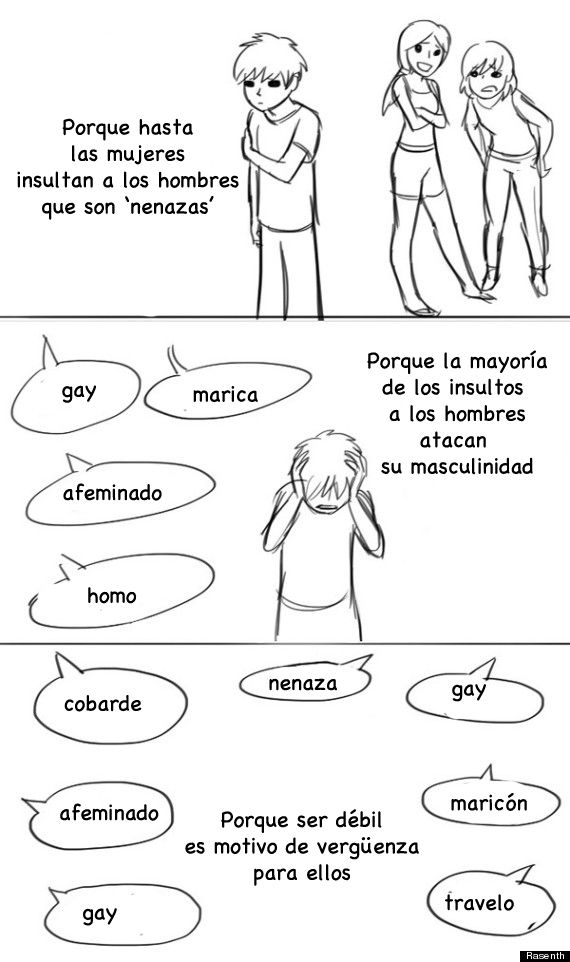 Porque hasta
las mujeres
insultan a los hombres
que son ‘nenazas’
gay
marica
Porque la mayoría
de los insultos
a los hombres
atacan
su masculinidad
afeminado
homo
cobarde
nenaza
gay
afeminado
maricón
Porque ser débil
es motivo de vergüenza
para ellos
gay
travelo
Rasenth